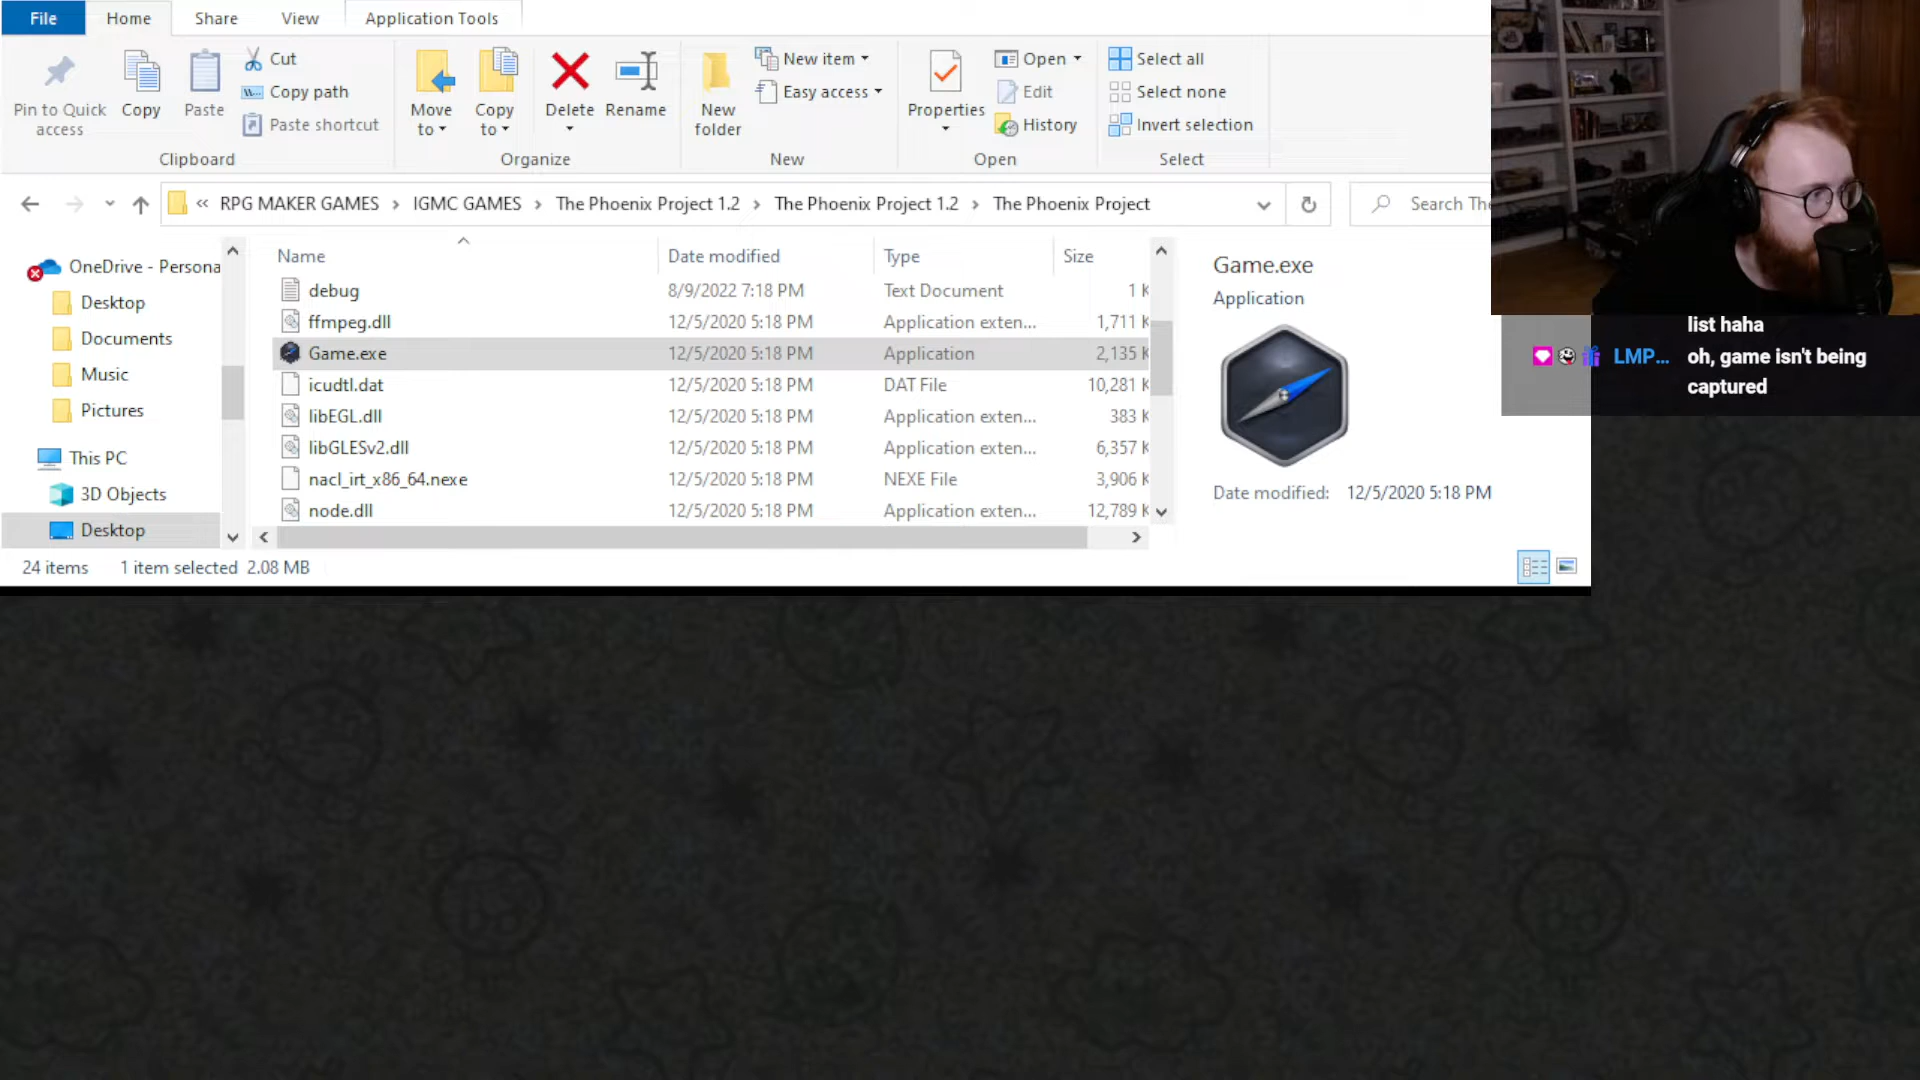 File Home Share View Application Tools
Pin to Quick access
Copy
Paste
Cut
Copy path
Paste shortcut
Clipboard
Move to
Copy to
Delete
Rename
Organize
New folder
New item
Easy access
New
Properties
Open
Edit
History
Open
Select all
Select none
Invert selection
Select
« RPG MAKER GAMES › IGMC GAMES › The Phoenix Project 1.2 › The Phoenix Project 1.2 › The Phoenix Project
Search The
OneDrive - Persona
Desktop
Documents
Music
Pictures
This PC
3D Objects
Desktop
Name Date modified Type Size
debug 8/9/2022 7:18 PM Text Document 1 K
ffmpeg.dll 12/5/2020 5:18 PM Application exten... 1,711 K
Game.exe 12/5/2020 5:18 PM Application 2,135 K
icudtl.dat 12/5/2020 5:18 PM DAT File 10,281 K
libEGL.dll 12/5/2020 5:18 PM Application exten... 383 K
libGLESv2.dll 12/5/2020 5:18 PM Application exten... 6,357 K
nacl_irt_x86_64.nexe 12/5/2020 5:18 PM NEXE File 3,906 K
node.dll 12/5/2020 5:18 PM Application exten... 12,789 K
Game.exe
Application
Date modified: 12/5/2020 5:18 PM
24 items 1 item selected 2.08 MB
list haha
LMP... oh, game isn't being
captured